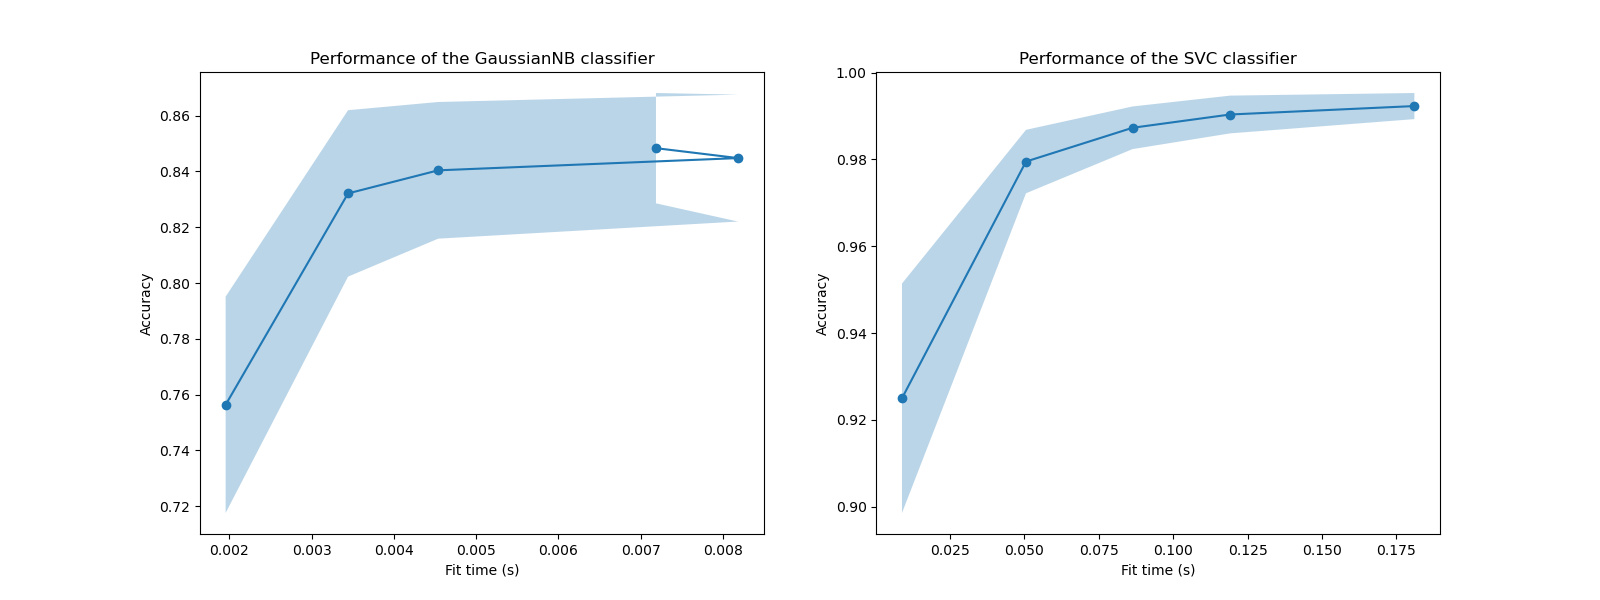 Performance of the GaussianNB classifier
0.86
0.84
0.82
0.80
0.78
0.76
0.74
0.72
Accuracy
0.002 0.003 0.004 0.005 0.006 0.007 0.008
Fit time (s)
Performance of the SVC classifier
1.00
0.98
0.96
0.94
0.92
0.90
Accuracy
0.025 0.050 0.075 0.100 0.125 0.150 0.175
Fit time (s)